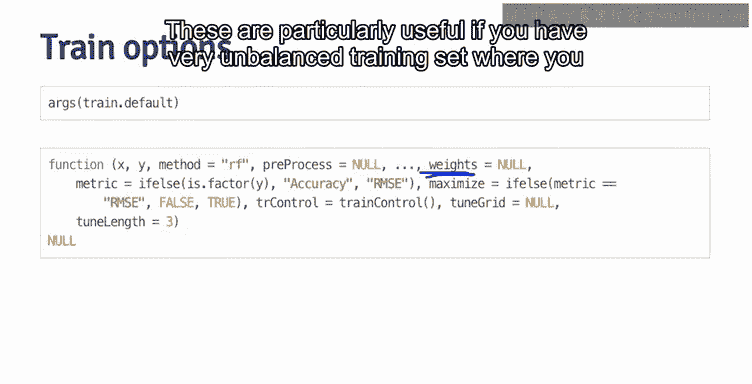 These are particularly useful if you have
very unbalanced training set where you
Train options
args(train.default)
function (x, y, method = "rf", preProcess = NULL, ..., weights = NULL,
    metric = ifelse(is.factor(y), "Accuracy", "RMSE"), maximize = ifelse(metric ==
        "RMSE", FALSE, TRUE), trControl = trainControl(), tuneGrid = NULL,
    tuneLength = 3)
NULL